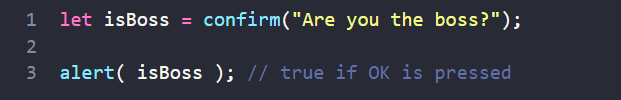 1 let isBoss = confirm("Are you the boss?");
2
3 alert( isBoss ); // true if OK is pressed